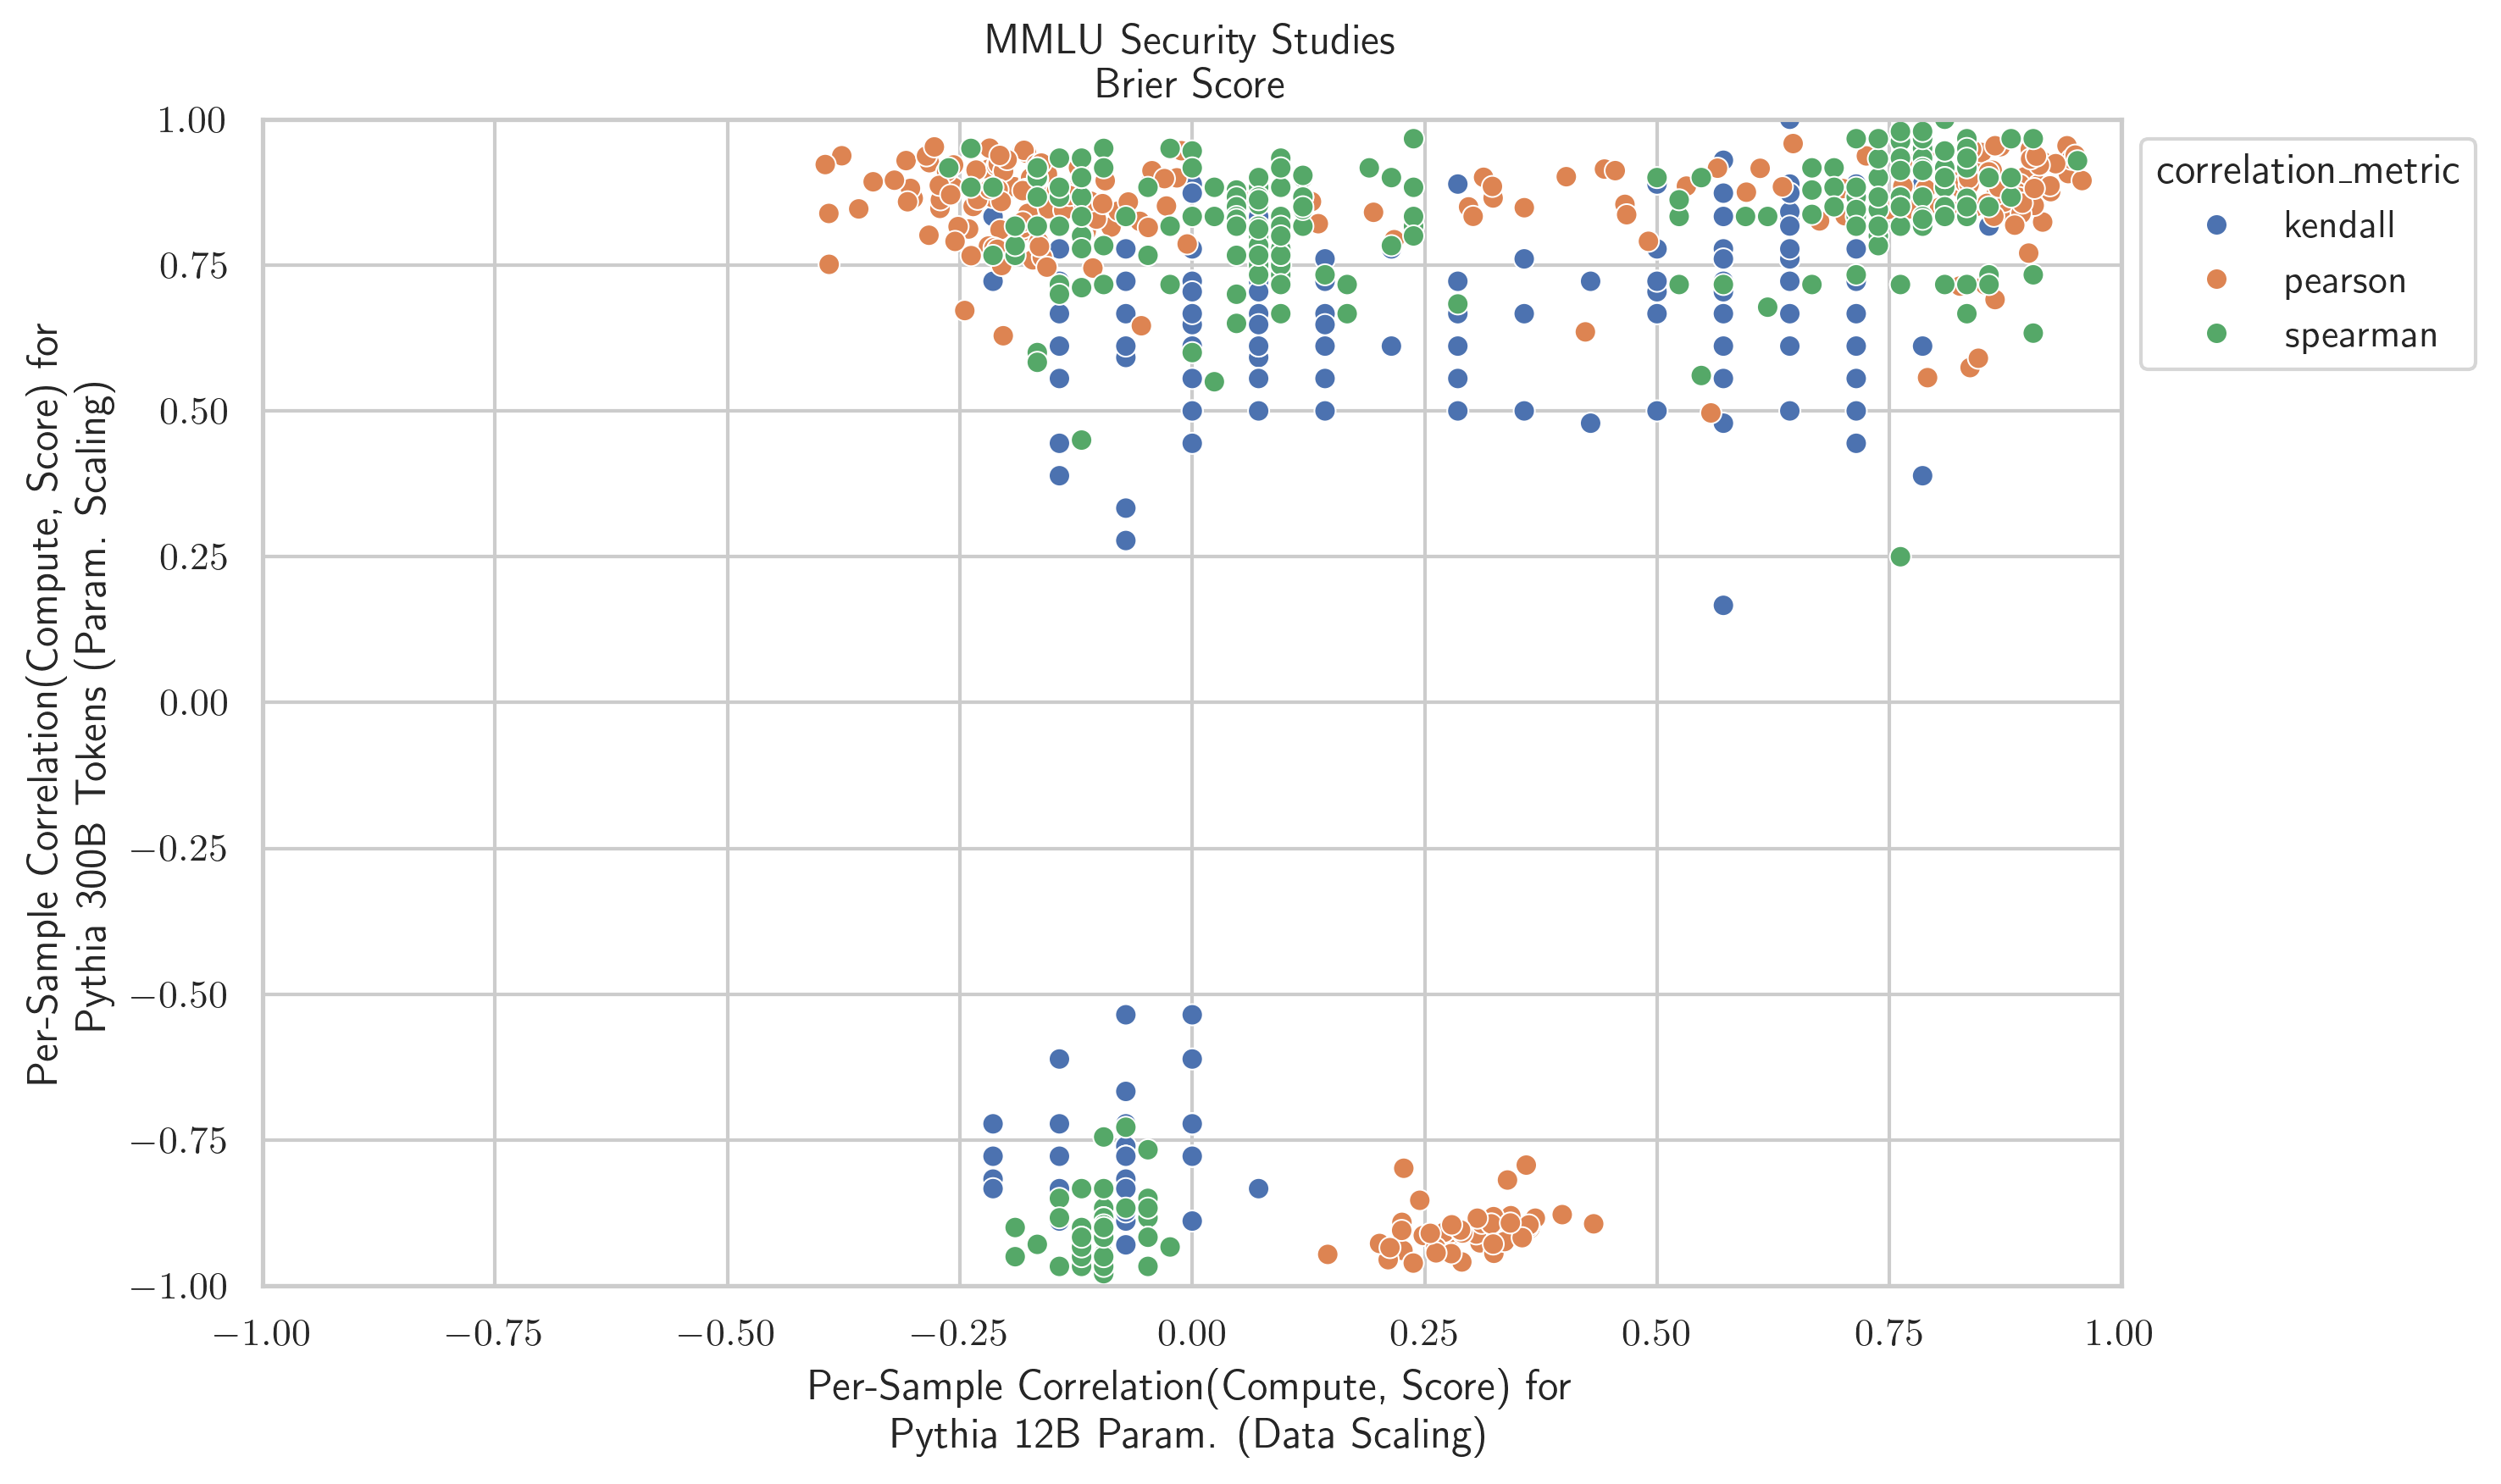 MMLU Security Studies
Brier Score
Per-Sample Correlation(Compute, Score) for
Pythia 300B Tokens (Param. Scaling)
1.00
0.75
0.50
0.25
0.00
−0.25
−0.50
−0.75
−1.00
−1.00 −0.75 −0.50 −0.25 0.00 0.25 0.50 0.75 1.00
Per-Sample Correlation(Compute, Score) for
Pythia 12B Param. (Data Scaling)
correlation_metric
kendall
pearson
spearman